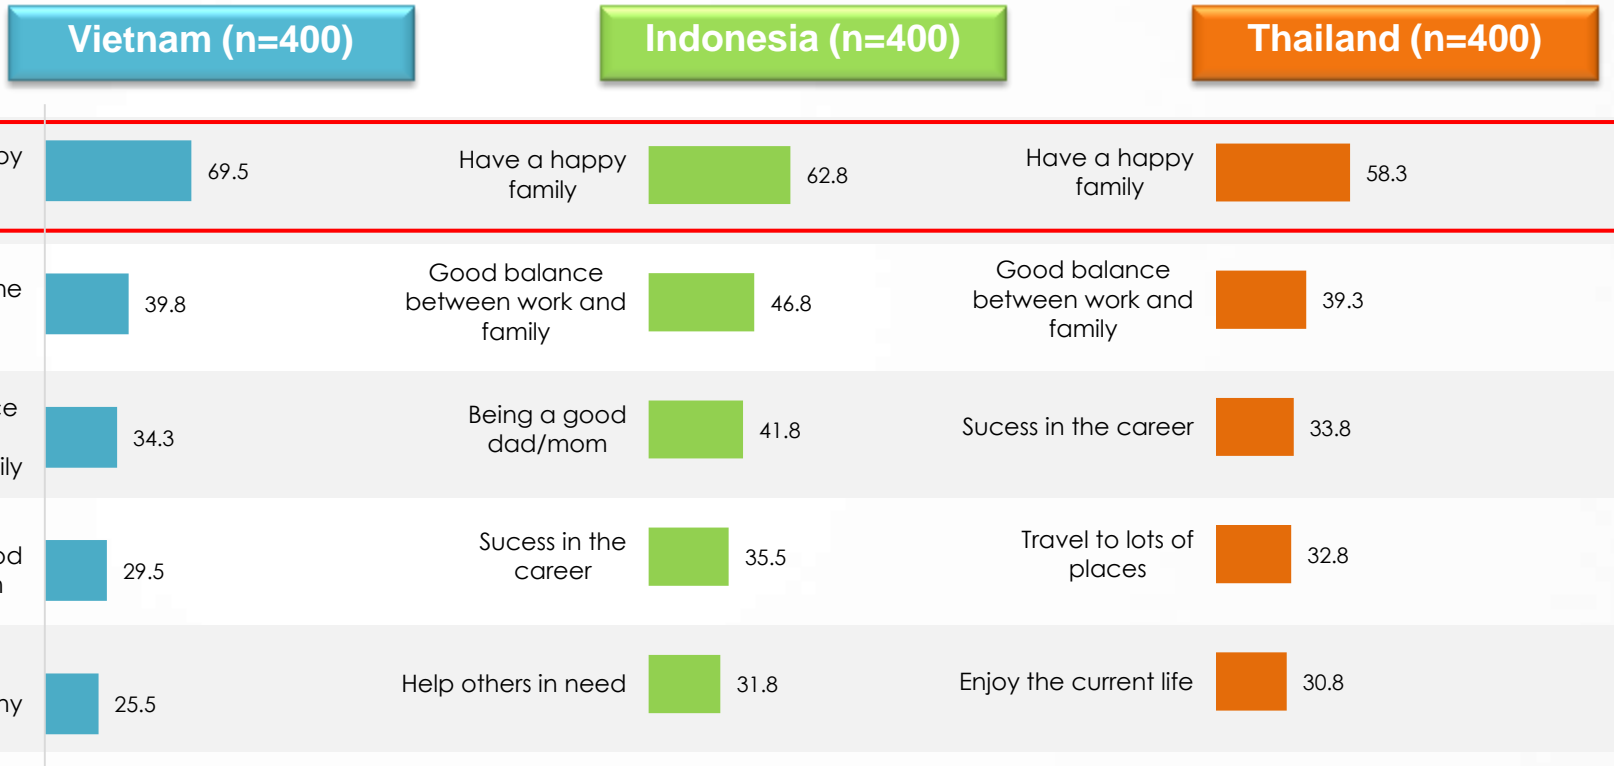 Vietnam (n=400)
Indonesia (n=400)
Thailand (n=400)
69.5
Have a happy
family
62.8
Have a happy
family
58.3
39.8
Good balance
between work and
family
46.8
Good balance
between work and
family
39.3
34.3
Being a good
dad/mom
41.8
Sucess in the career
33.8
29.5
Sucess in the
career
35.5
Travel to lots of
places
32.8
25.5
Help others in need
31.8
Enjoy the current life
30.8